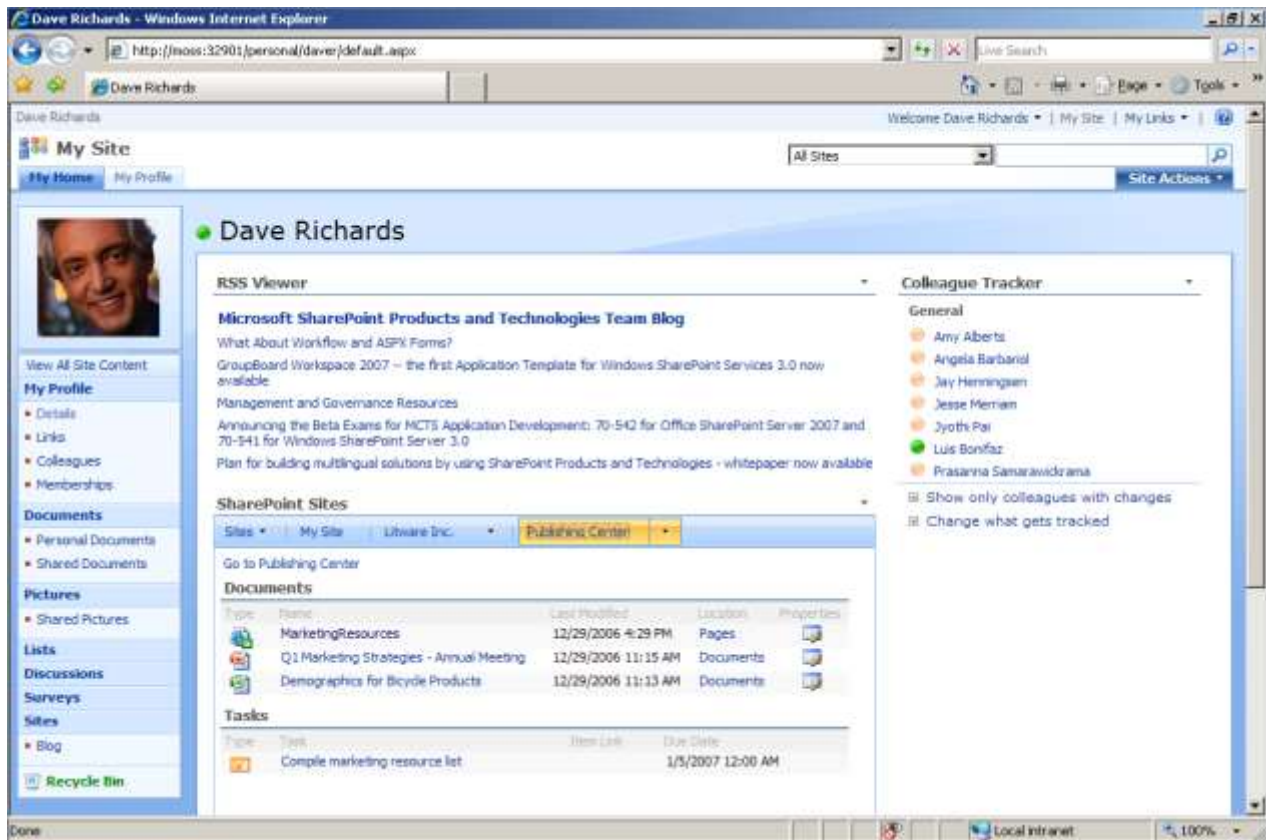 Dave Richards - Windows Internet Explorer
http://moss:32901/personal/daver/default.aspx
Live Search
Dave Richards
Page
Tools
Dave Richards
Welcome Dave Richards
My Site
My Links
My Site
All Sites
My Home
My Profile
Site Actions
Dave Richards
View All Site Content
My Profile
Details
Links
Colleagues
Memberships
Documents
Personal Documents
Shared Documents
Pictures
Shared Pictures
Lists
Discussions
Surveys
Sites
Blog
Recycle Bin
RSS Viewer
Microsoft SharePoint Products and Technologies Team Blog
What About Workflow and ASPX Forms?
GroupBoard Workspace 2007 -- the first Application Template for Windows SharePoint Services 3.0 now
available
Management and Governance Resources
Announcing the Beta Exams for MCTS Application Development: 70-542 for Office SharePoint Server 2007 and
70-541 for Windows SharePoint Server 3.0
Plan for building multilingual solutions by using SharePoint Products and Technologies - whitepaper now available
SharePoint Sites
Sites
My Site
Litware Inc.
Publishing Center
Go to Publishing Center
Documents
Type Name Last Modified Location Properties
MarketingResources 12/29/2006 4:29 PM Pages
Q1 Marketing Strategies - Annual Meeting 12/29/2006 11:15 AM Documents
Demographics for Bicycle Products 12/29/2006 11:13 AM Documents
Tasks
Type Task Item Link Due Date
Compile marketing resource list 1/5/2007 12:00 AM
Colleague Tracker
General
Amy Alberts
Angela Barbariol
Jay Henningsen
Jesse Merriam
Jyothi Pai
Luis Bonifaz
Prasanna Samarawickrama
Show only colleagues with changes
Change what gets tracked
Done
Local intranet
100%